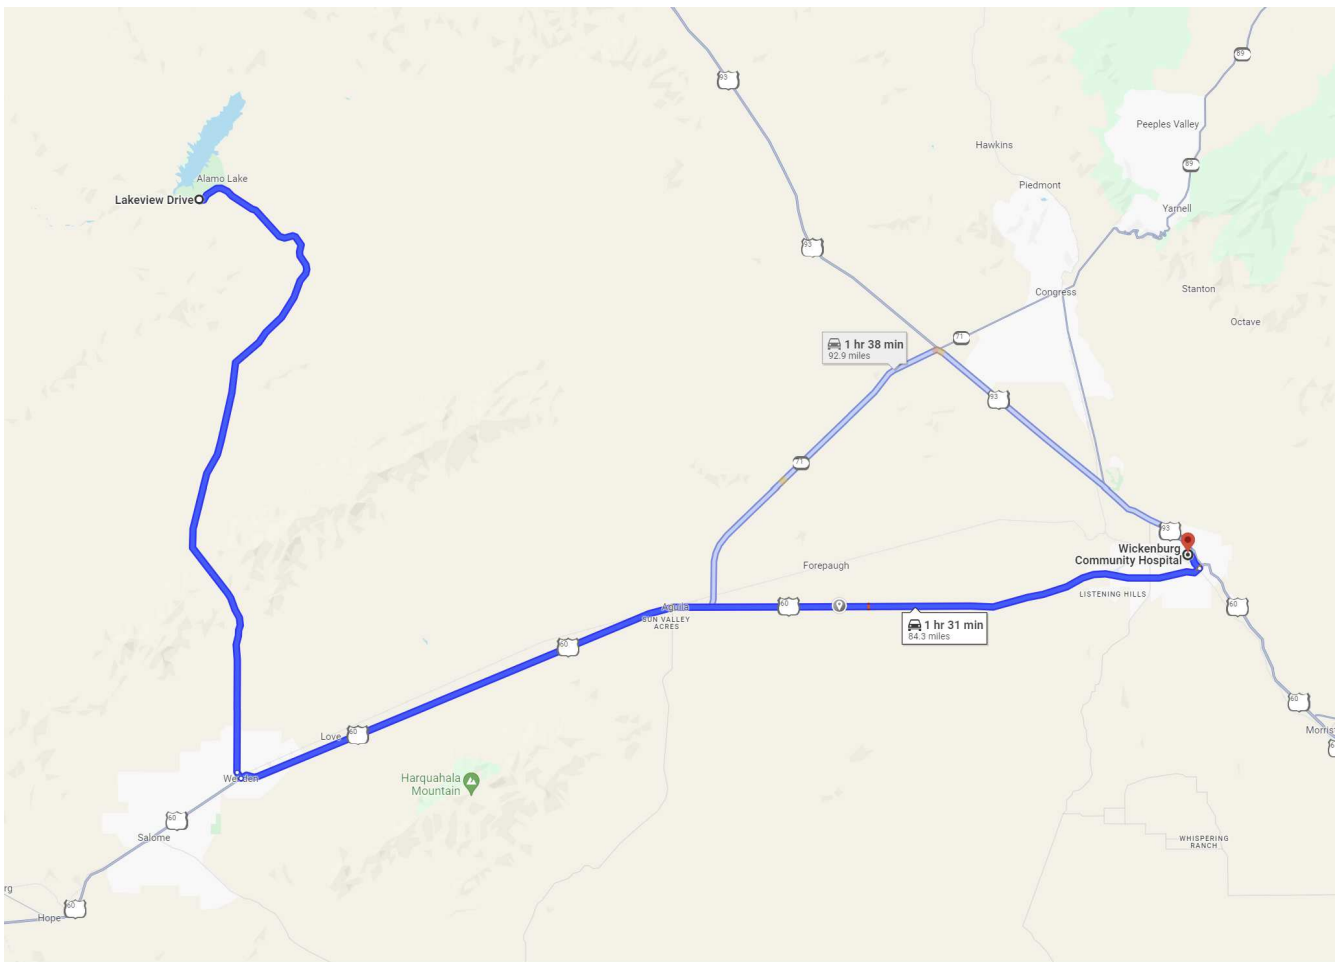 93
89
Peeples Valley
Hawkins
89
Alamo Lake
Piedmont
Lakeview Drive
Yarnell
93
Stanton
Congress
Octave
1 hr 38 min
92.9 miles
71
93
71
93
Wickenburg
Community Hospital
Forepaugh
LISTENING HILLS
Aguila
60
60
SUN VALLEY
ACRES
1 hr 31 min
84.3 miles
60
60
Love
60
Morris
6
Wenden
Harquahala
Mountain
60
Salome
WHISPERING
RANCH
rg
60
Hope